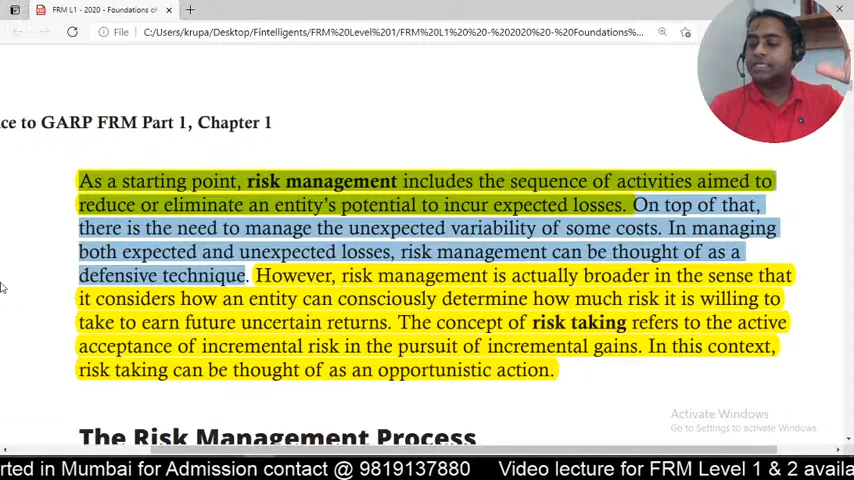 FRM L1 - 2020 - Foundations of
File
C:/Users/krupa/Desktop/Fintelligents/FRM%20Level%201/FRM%20L1%20%20-%202020%20-%20Foundations%...
ce to GARP FRM Part 1, Chapter 1
As a starting point, risk management includes the sequence of activities aimed to
reduce or eliminate an entity's potential to incur expected losses. On top of that,
there is the need to manage the unexpected variability of some costs. In managing
both expected and unexpected losses, risk management can be thought of as a
defensive technique. However, risk management is actually broader in the sense that
it considers how an entity can consciously determine how much risk it is willing to
take to earn future uncertain returns. The concept of risk taking refers to the active
acceptance of incremental risk in the pursuit of incremental gains. In this context,
risk taking can be thought of as an opportunistic action.
The Risk Management Process
Activate Windows
Go to Settings to activate Windows.
rted in Mumbai for Admission contact @ 9819137880 Video lecture for FRM Level 1 & 2 availa